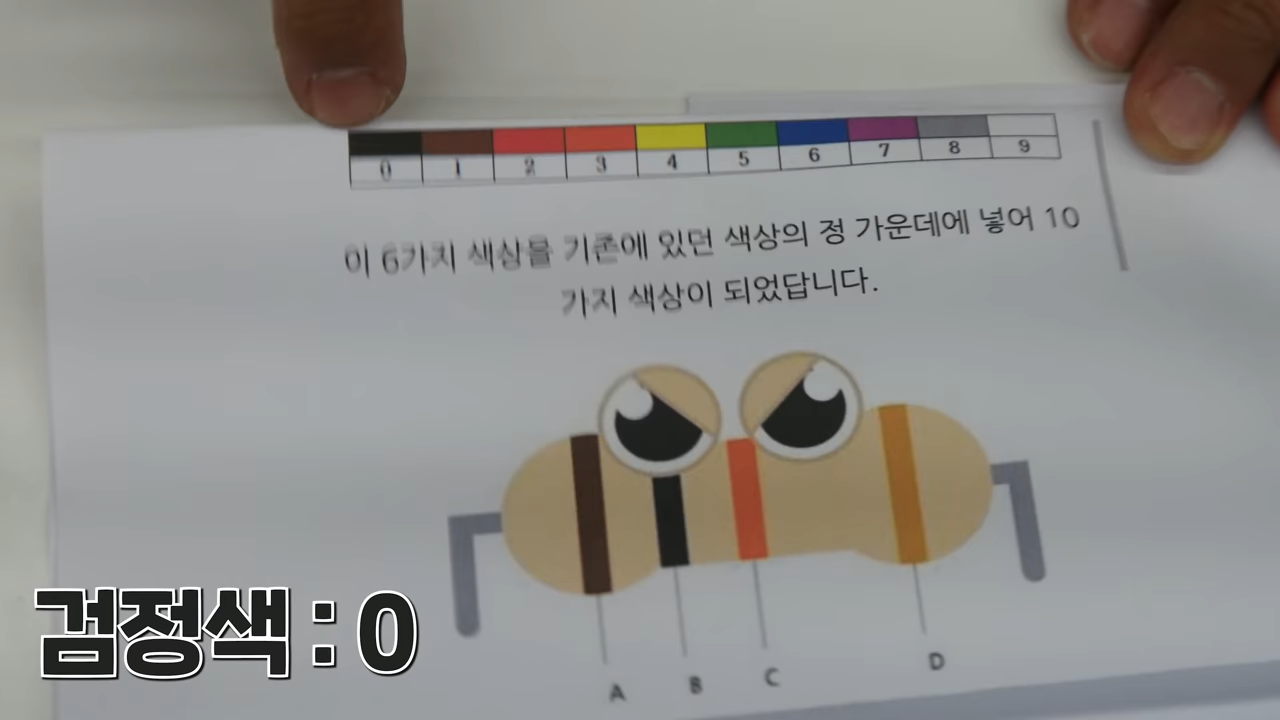 0 1 2 3 4 5 6 7 8 9
이 6가지 색상을 기존에 있던 색상의 정 가운데에 넣어 10
가지 색상이 되었답니다.
A B C D
검정색 : 0